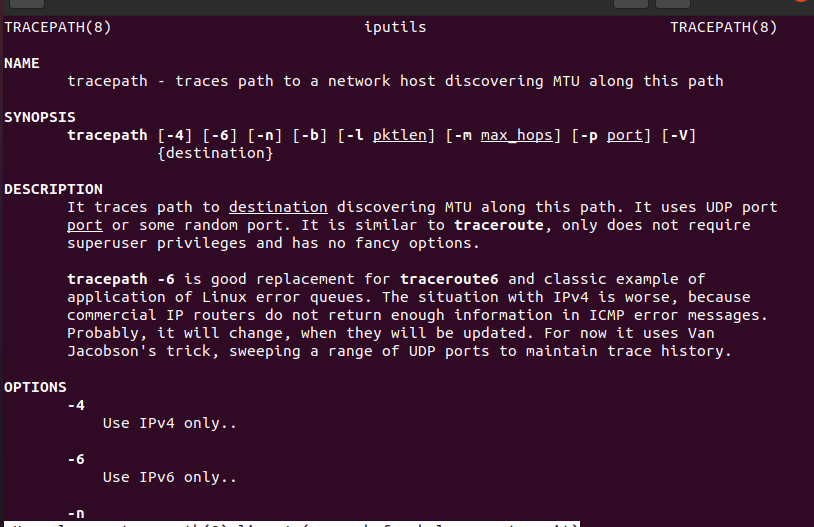 TRACEPATH(8) iputils TRACEPATH(8)
NAME
tracepath - traces path to a network host discovering MTU along this path
SYNOPSIS
tracepath [-4] [-6] [-n] [-b] [-l pktlen] [-m max_hops] [-p port] [-V]
{destination}
DESCRIPTION
It traces path to destination discovering MTU along this path. It uses UDP port
port or some random port. It is similar to traceroute, only does not require
superuser privileges and has no fancy options.
tracepath -6 is good replacement for traceroute6 and classic example of
application of Linux error queues. The situation with IPv4 is worse, because
commercial IP routers do not return enough information in ICMP error messages.
Probably, it will change, when they will be updated. For now it uses Van
Jacobson's trick, sweeping a range of UDP ports to maintain trace history.
OPTIONS
-4
Use IPv4 only..
-6
Use IPv6 only..
-n